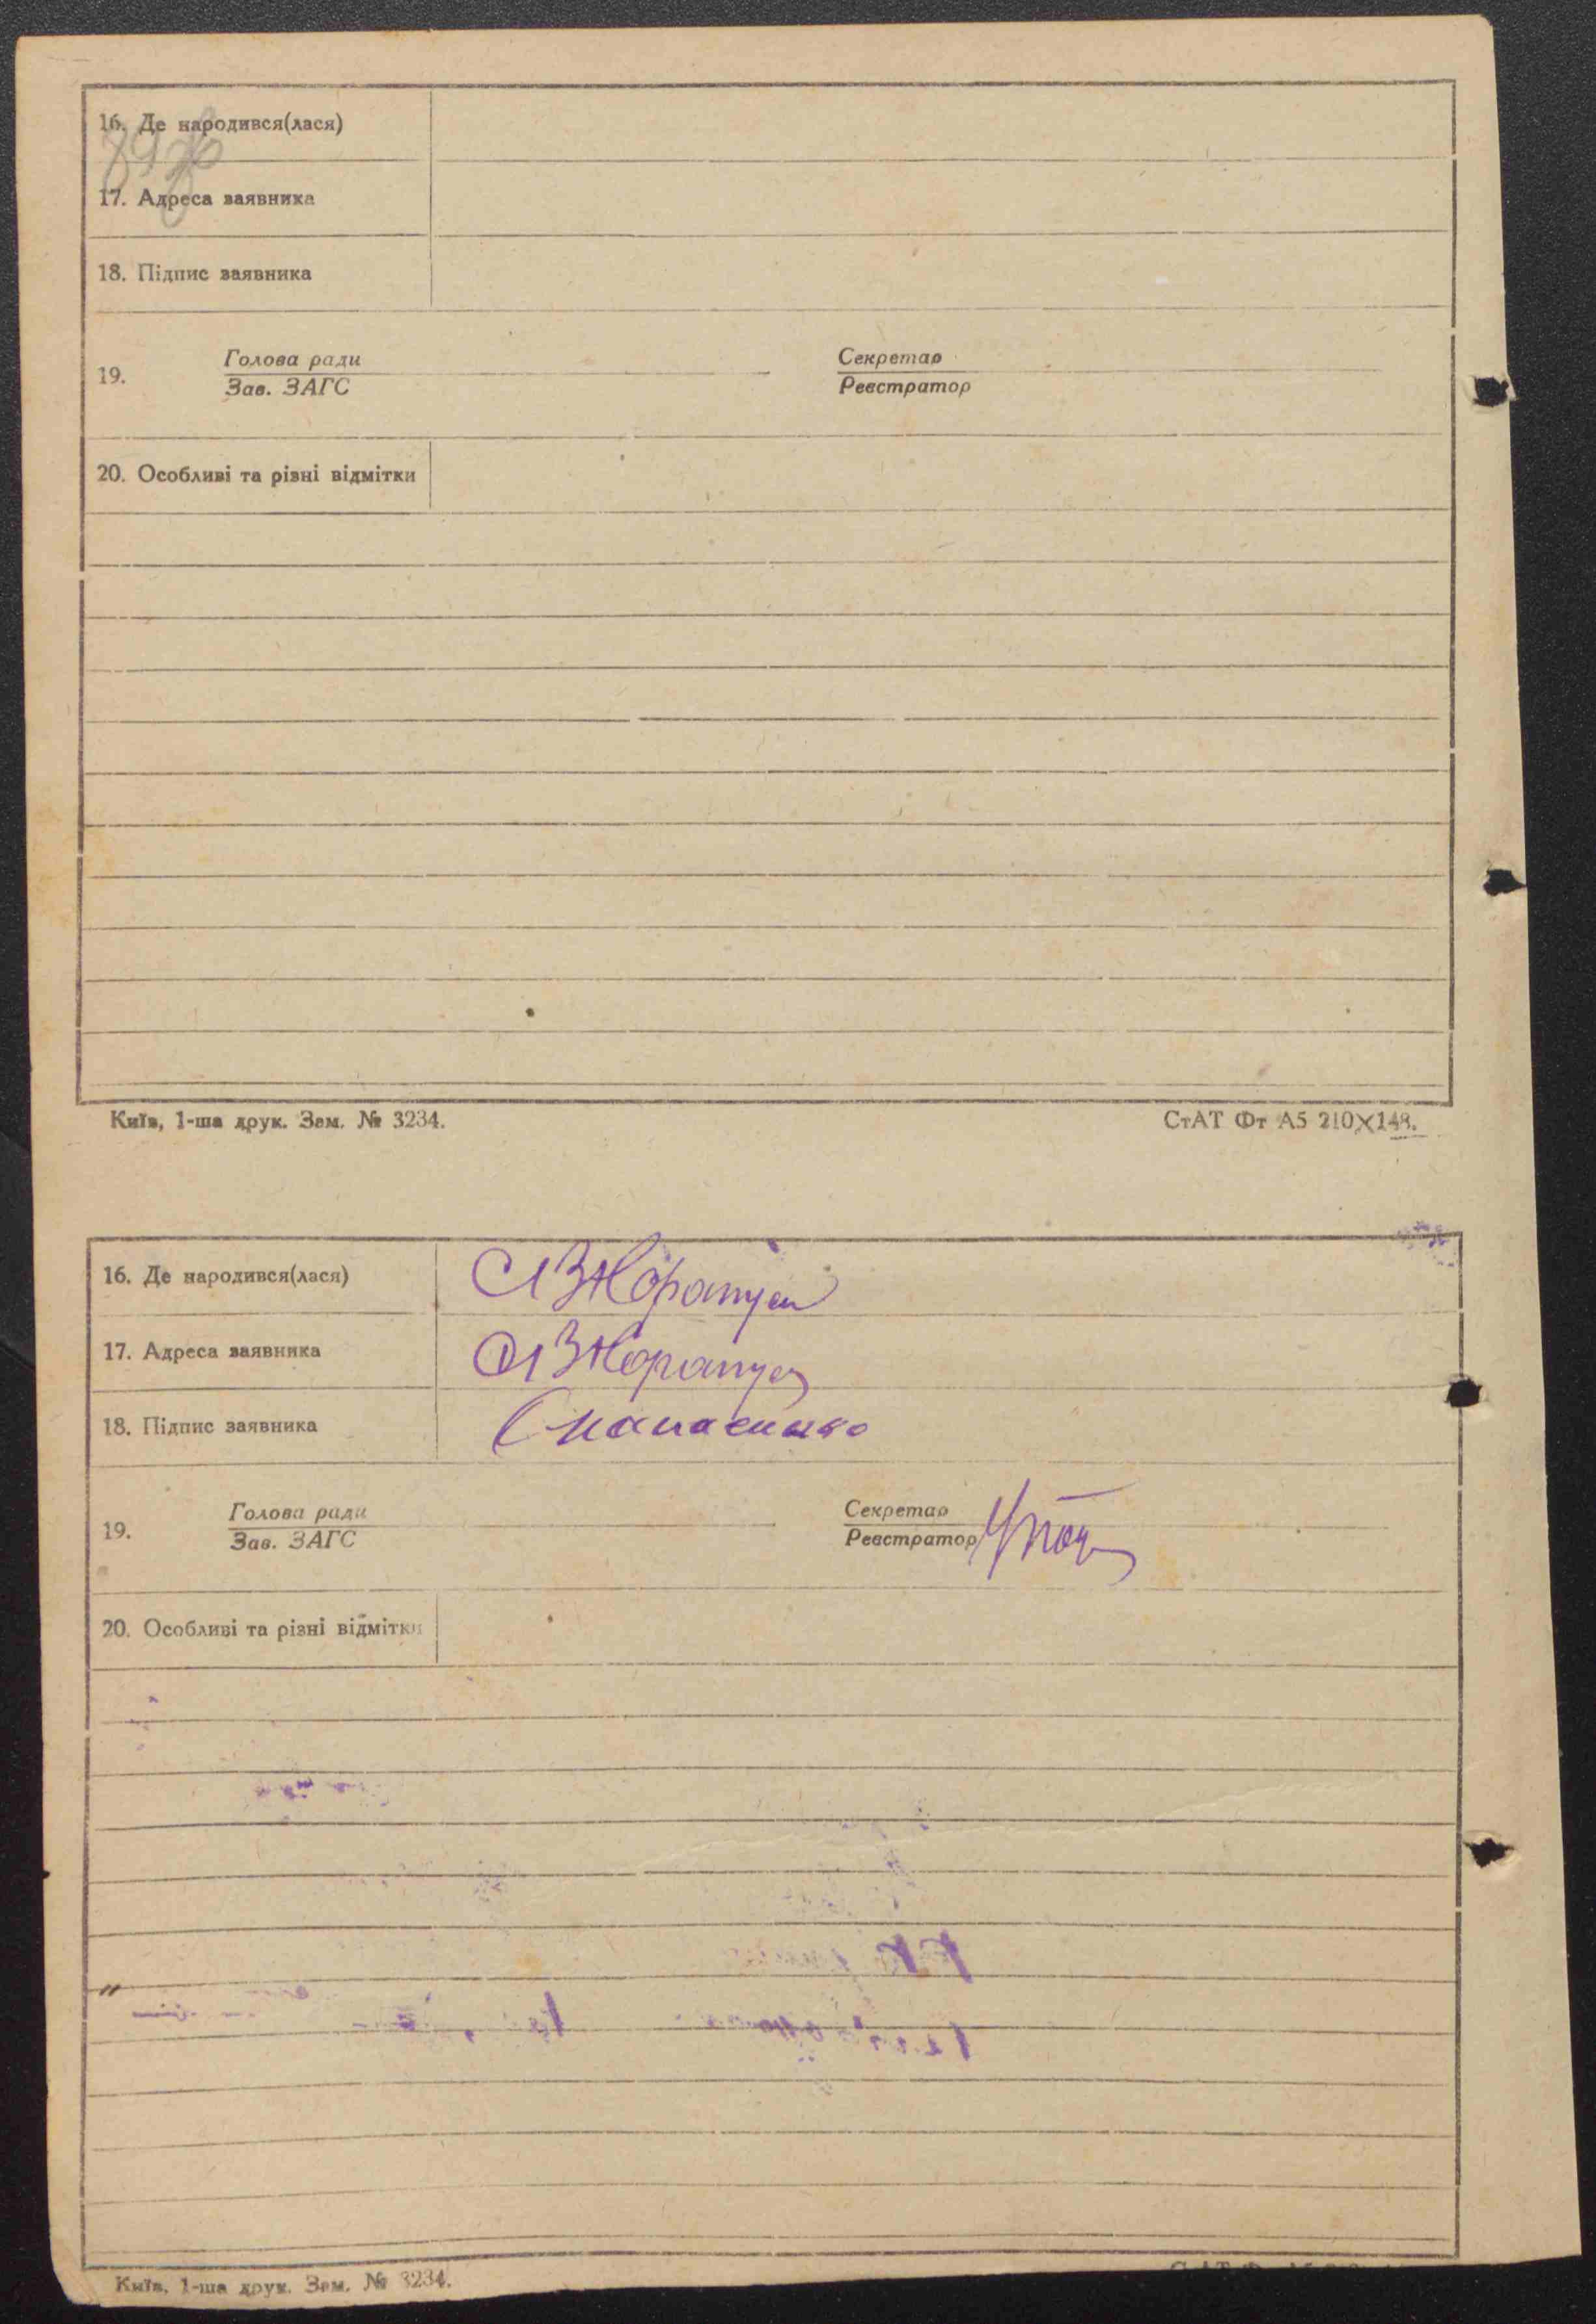 16. Де народився(лася)
17. Адреса заявника
18. Підпис заявника
19. Голова ради
Зав. ЗАГС
Секретар
Реєстратор
20. Особливі та різні відмітки
Київ, 1-ша друк. Зам. № 3234.
СтАТ Фт А5 210×148.
16. Де народився(лася)
17. Адреса заявника
18. Підпис заявника
19. Голова ради
Зав. ЗАГС
Секретар
Реєстратор
20. Особливі та різні відмітки
Київ, 1-ша друк. Зам. № 3234.